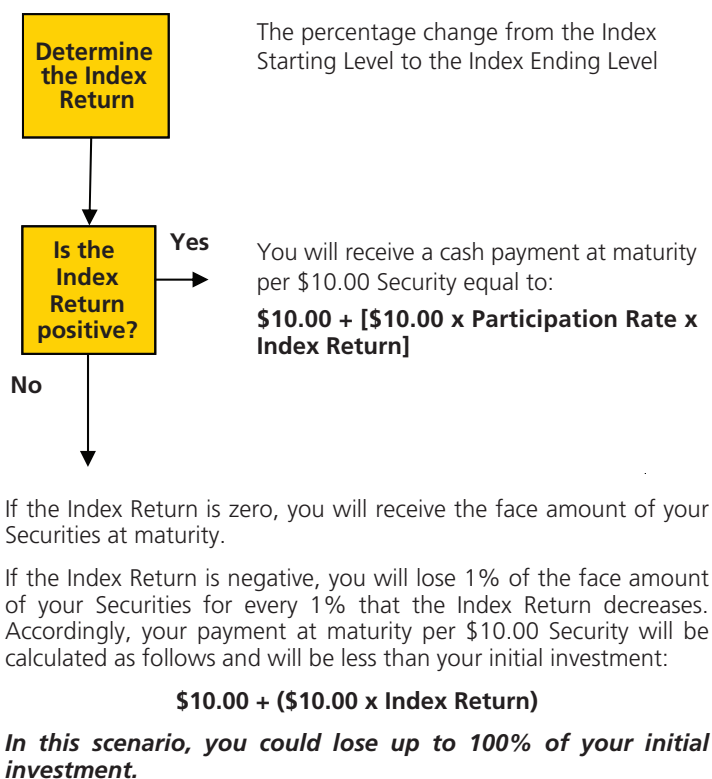 Determine
the Index
Return
The percentage change from the Index
Starting Level to the Index Ending Level
Is the
Index
Return
positive?
Yes
You will receive a cash payment at maturity
per $10.00 Security equal to:
$10.00 + [$10.00 x Participation Rate x
Index Return]
No
If the Index Return is zero, you will receive the face amount of your
Securities at maturity.
If the Index Return is negative, you will lose 1% of the face amount
of your Securities for every 1% that the Index Return decreases.
Accordingly, your payment at maturity per $10.00 Security will be
calculated as follows and will be less than your initial investment:
$10.00 + ($10.00 x Index Return)
In this scenario, you could lose up to 100% of your initial
investment.